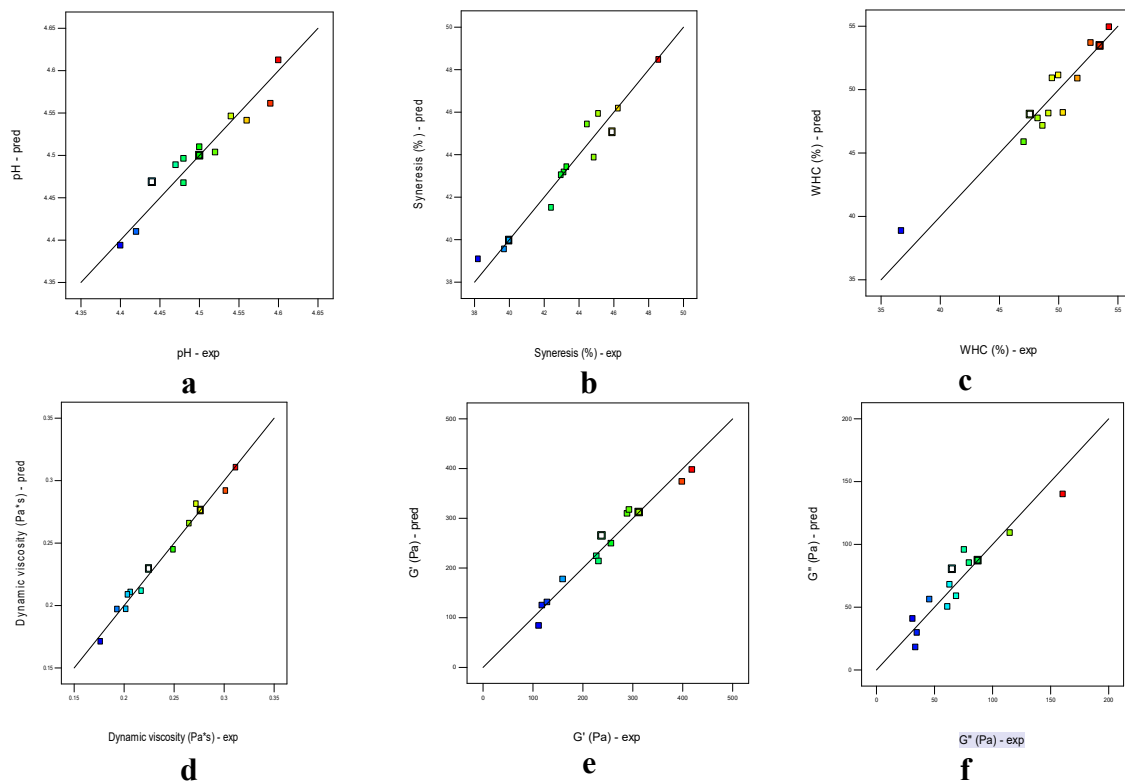 4.65
4.6
4.55
4.5
4.45
4.4
4.35
pH - pred
4.35 4.4 4.45 4.5 4.55 4.6 4.65
pH - exp
a
50
48
46
44
42
40
38
Syneresis (%) - pred
38 40 42 44 46 48 50
Syneresis (%) - exp
b
55
50
45
40
35
WHC (%) - pred
35 40 45 50 55
WHC (%) - exp
c
0.35
0.3
0.25
0.2
0.15
Dynamic viscosity (Pa*s) - pred
0.15 0.2 0.25 0.3 0.35
Dynamic viscosity (Pa*s) - exp
d
500
400
300
200
100
0
G' (Pa) - pred
0 100 200 300 400 500
G' (Pa) - exp
e
200
150
100
50
0
G" (Pa) - pred
0 50 100 150 200
G" (Pa) - exp
f